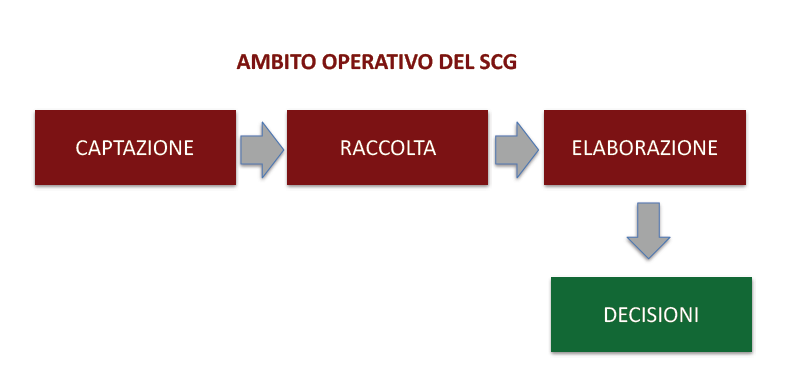 AMBITO OPERATIVO DEL SCG
CAPTAZIONE
RACCOLTA
ELABORAZIONE
DECISIONI